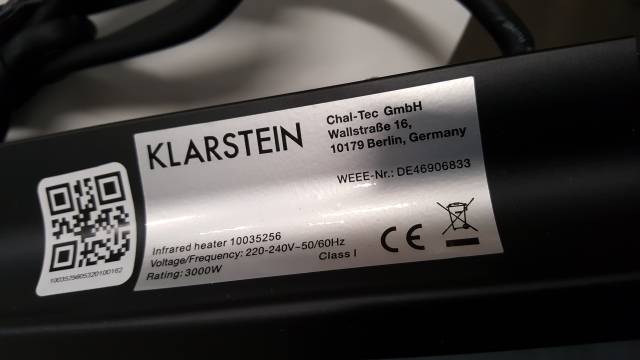 KLARSTEIN
Chal-Tec GmbH
Wallstraße 16,
10179 Berlin, Germany
WEEE-Nr.: DE46906833
Infrared heater 10035256
Voltage/Frequency: 220-240V~50/60Hz
Class I
Rating: 3000W
CE